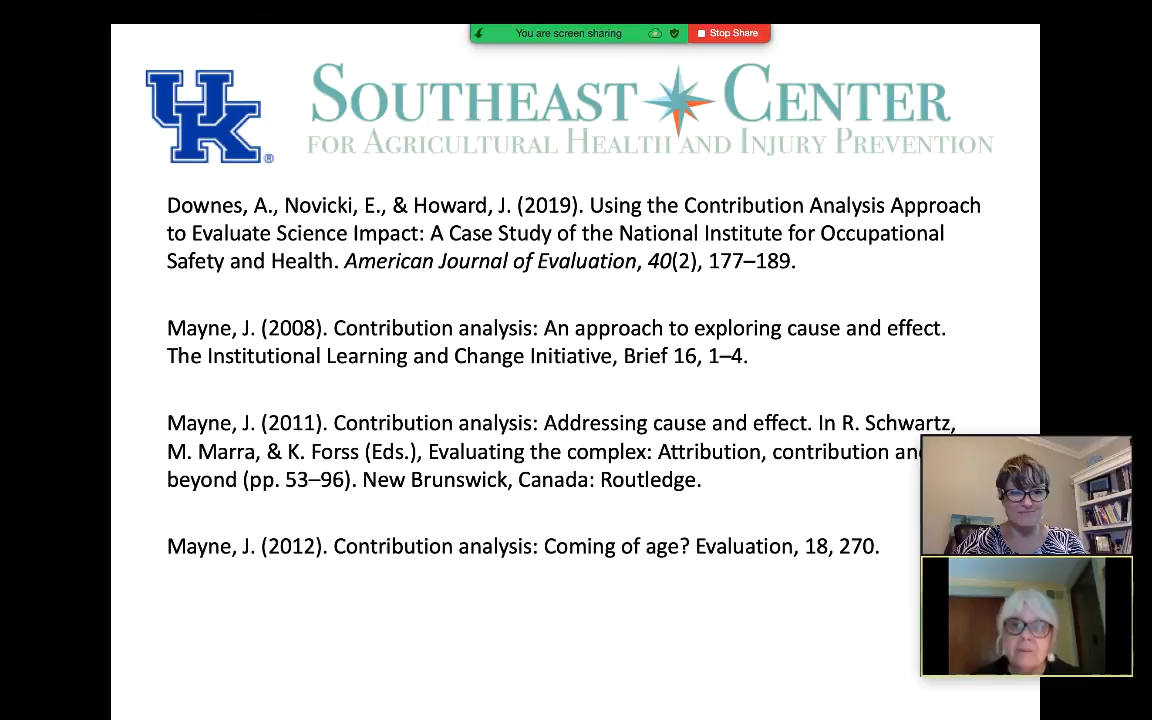 You are screen sharing
Stop Share
UK®
SOUTHEAST CENTER
FOR AGRICULTURAL HEALTH AND INJURY PREVENTION
Downes, A., Novicki, E., & Howard, J. (2019). Using the Contribution Analysis Approach
to Evaluate Science Impact: A Case Study of the National Institute for Occupational
Safety and Health. American Journal of Evaluation, 40(2), 177–189.
Mayne, J. (2008). Contribution analysis: An approach to exploring cause and effect.
The Institutional Learning and Change Initiative, Brief 16, 1–4.
Mayne, J. (2011). Contribution analysis: Addressing cause and effect. In R. Schwartz,
M. Marra, & K. Forss (Eds.), Evaluating the complex: Attribution, contribution
beyond (pp. 53–96). New Brunswick, Canada: Routledge.
Mayne, J. (2012). Contribution analysis: Coming of age? Evaluation, 18, 270.